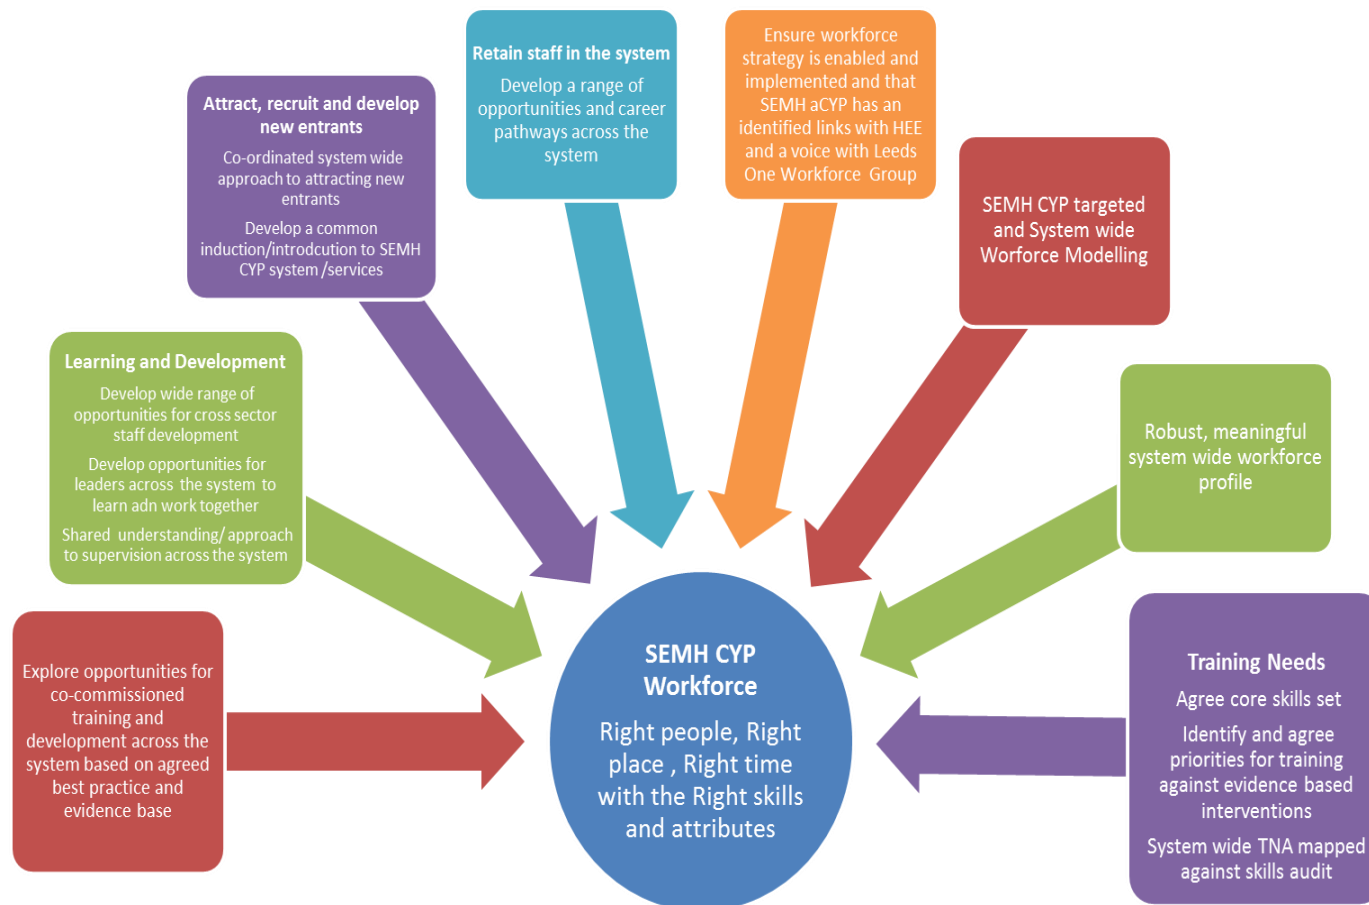 Retain staff in the system
Develop a range of
opportunities and career
pathways across the
system
Ensure workforce
strategy is enabled and
implemented and that
SEMH aCYP has an
identified links with HEE
and a voice with Leeds
One Workforce Group
Attract, recruit and develop
new entrants
Co-ordinated system wide
approach to attracting new
entrants
Develop a common
induction/introdcution to SEMH
CYP system /services
SEMH CYP targeted
and System wide
Worforce Modelling
Learning and Development
Develop wide range of
opportunities for cross sector
staff development
Develop opportunities for
leaders across the system to
learn adn work together
Shared understanding/ approach
to supervision across the system
Robust, meaningful
system wide workforce
profile
Explore opportunities for
co-commissioned
training and
development across the
system based on agreed
best practice and
evidence base
SEMH CYP
Workforce
Right people, Right
place , Right time
with the Right skills
and attributes
Training Needs
Agree core skills set
Identify and agree
priorities for training
against evidence based
interventions
System wide TNA mapped
against skills audit